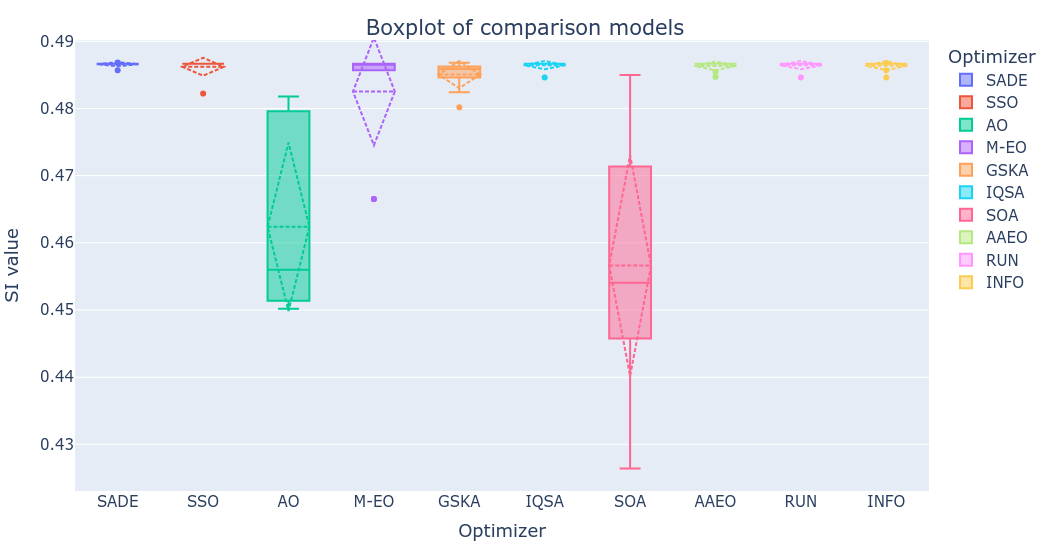 Boxplot of comparison models
0.49
0.48
0.47
0.46
0.45
0.44
0.43
SI value
SADE
SSO
AO
M-EO
GSKA
IQSA
SOA
AAEO
RUN
INFO
Optimizer
Optimizer
SADE
SSO
AO
M-EO
GSKA
IQSA
SOA
AAEO
RUN
INFO